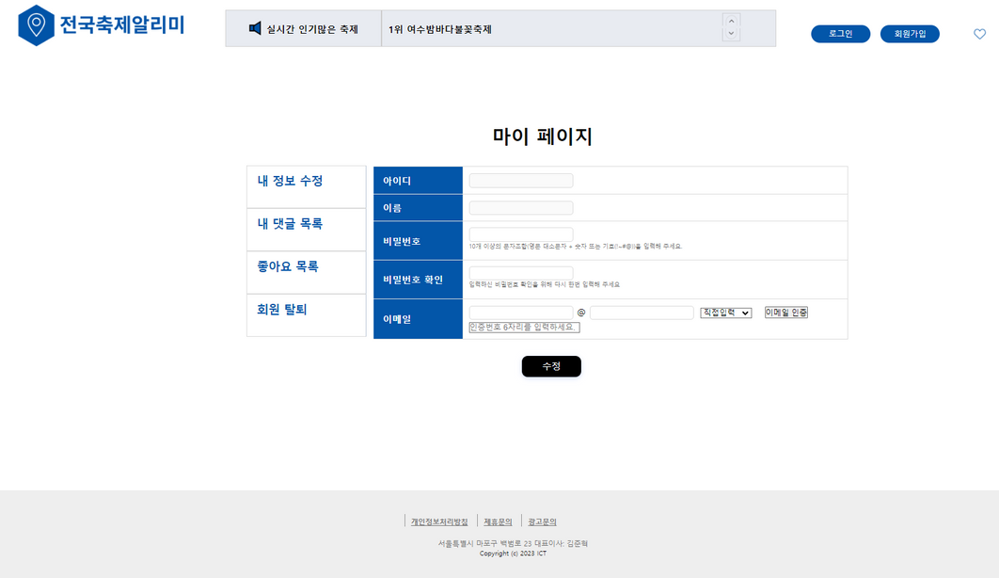 전국축제알리미
실시간 인기많은 축제
1위 여수밤바다불꽃축제
로그인
회원가입
마이 페이지
내 정보 수정
내 댓글 목록
좋아요 목록
회원 탈퇴
아이디
이름
비밀번호
10개 이상의 문자조합(영문 대소문자 + 숫자 또는 기호(!~#@))을 입력해 주세요.
비밀번호 확인
입력하신 비밀번호 확인을 위해 다시 한번 입력해 주세요
이메일
@ 직접입력 이메일 인증
인증번호 6자리를 입력하세요.
수정
개인정보처리방침 제휴문의 광고문의
서울특별시 마포구 백범로 23 대표이사: 김준혁
Copyright (c) 2023 ICT